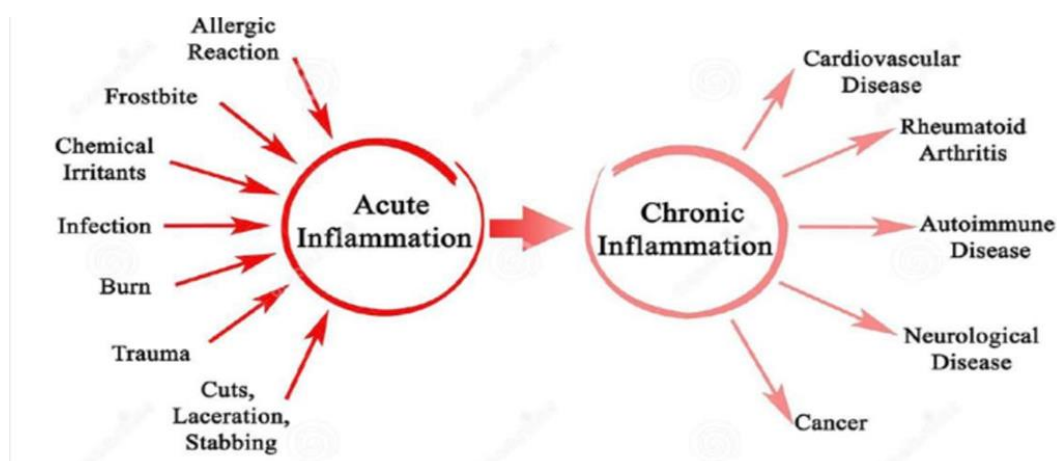 Allergic
Reaction
Frostbite
Chemical
Irritants
Infection
Burn
Trauma
Cuts,
Laceration,
Stabbing
Acute
Inflammation
Chronic
Inflammation
Cardiovascular
Disease
Rheumatoid
Arthritis
Autoimmune
Disease
Neurological
Disease
Cancer